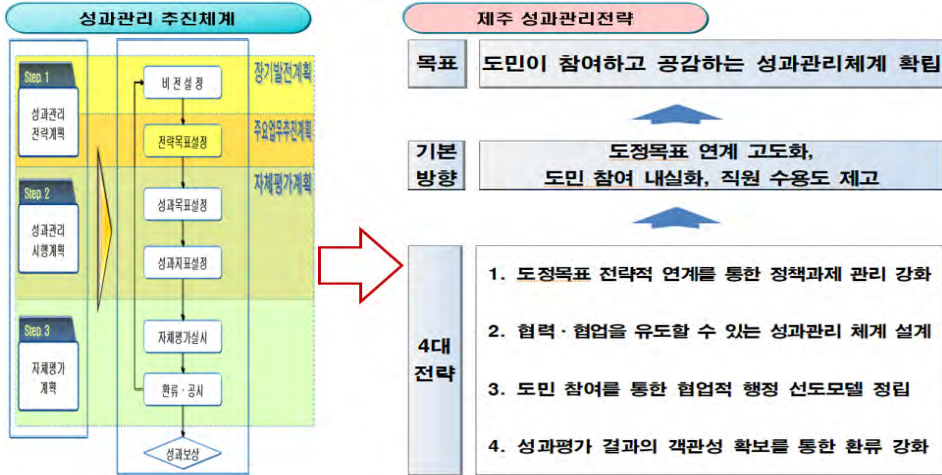 성과관리 추진체계
Step. 1
성과관리
전략계획
Step. 2
성과관리
시행계획
Step. 3
자체평가
계획
장기발전계획
비전설정
주요업무추진계획
전략목표설정
자체평가계획
성과목표설정
성과지표설정
자체평가실시
환류·공시
성과보상
제주 성과관리전략
목표
도민이 참여하고 공감하는 성과관리체계 확립
기본
방향
도정목표 연계 고도화,
도민 참여 내실화, 직원 수용도 제고
4대
전략
1. 도정목표 전략적 연계를 통한 정책과제 관리 강화
2. 협력·협업을 유도할 수 있는 성과관리 체계 설계
3. 도민 참여를 통한 협업적 행정 선도모델 정립
4. 성과평가 결과의 객관성 확보를 통한 환류 강화